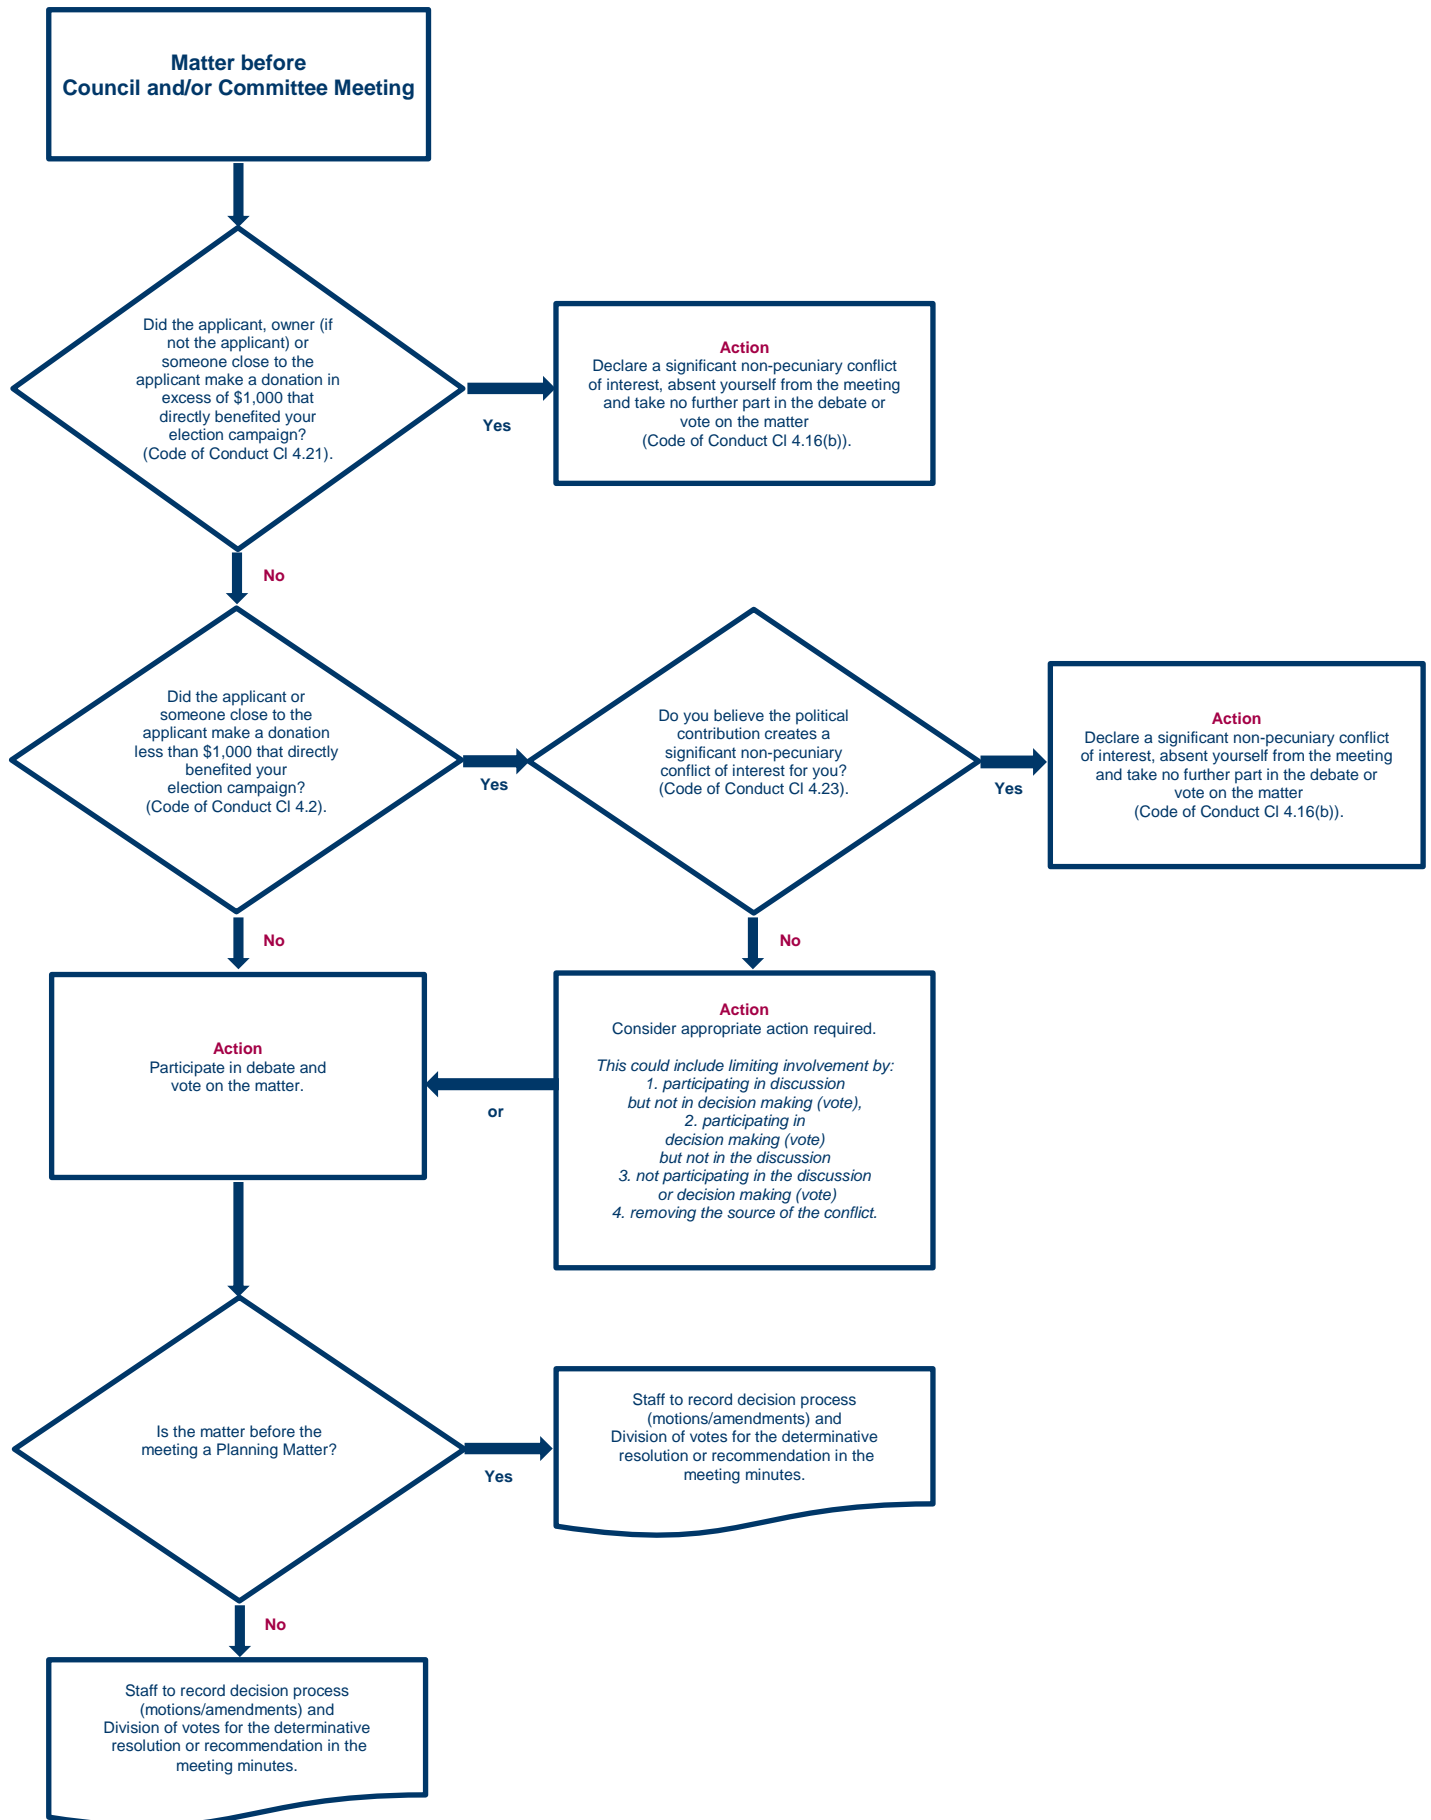 Matter before
Council and/or Committee Meeting
Did the applicant, owner (if
not the applicant) or
someone close to the
applicant make a donation in
excess of $1,000 that
directly benefited your
election campaign?
(Code of Conduct Cl 4.21).
Yes
Action
Declare a significant non-pecuniary conflict
of interest, absent yourself from the meeting
and take no further part in the debate or
vote on the matter
(Code of Conduct Cl 4.16(b)).
No
Did the applicant or
someone close to the
applicant make a donation
less than $1,000 that directly
benefited your
election campaign?
(Code of Conduct Cl 4.2).
Yes
Do you believe the political
contribution creates a
significant non-pecuniary
conflict of interest for you?
(Code of Conduct Cl 4.23).
Yes
Action
Declare a significant non-pecuniary conflict
of interest, absent yourself from the meeting
and take no further part in the debate or
vote on the matter
(Code of Conduct Cl 4.16(b)).
No
No
Action
Participate in debate and
vote on the matter.
or
Action
Consider appropriate action required.
This could include limiting involvement by:
1. participating in discussion
but not in decision making (vote),
2. participating in
decision making (vote)
but not in the discussion
3. not participating in the discussion
or decision making (vote)
4. removing the source of the conflict.
Is the matter before the
meeting a Planning Matter?
Yes
Staff to record decision process
(motions/amendments) and
Division of votes for the determinative
resolution or recommendation in the
meeting minutes.
No
Staff to record decision process
(motions/amendments) and
Division of votes for the determinative
resolution or recommendation in the
meeting minutes.